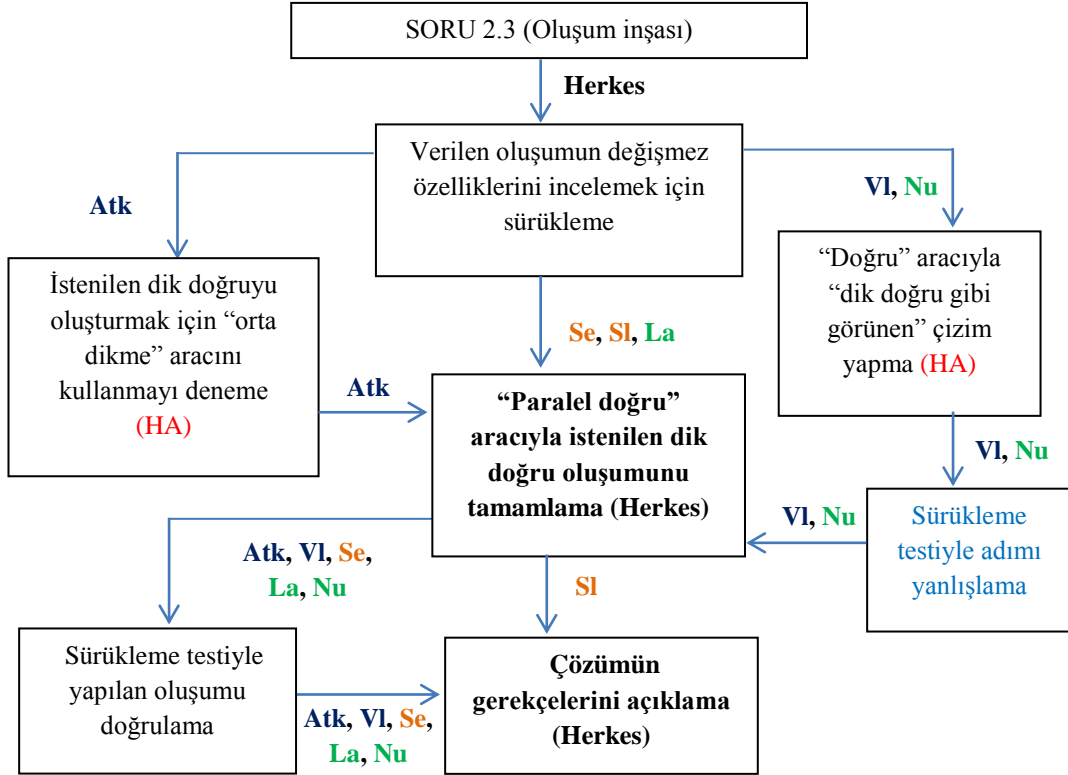 SORU 2.3 (Oluşum inşası)
Herkes
Verilen oluşumun değişmez
özelliklerini incelemek için
sürükleme
Atk
Vl, Nu
İstenilen dik doğruyu
oluşturmak için “orta
dikme” aracını
kullanmayı deneme
(HA)
“Doğru” aracıyla
“dik doğru gibi
görünen” çizim
yapma (HA)
Se, Sl, La
Atk
“Paralel doğru”
aracıyla istenilen dik
doğru oluşumunu
tamamlama (Herkes)
Vl, Nu
Vl, Nu
Sürükleme
testiyle adımı
yanlışlama
Atk, Vl, Se,
La, Nu
Sl
Sürükleme testiyle
yapılan oluşumu
doğrulama
Atk, Vl, Se,
La, Nu
Çözümün
gerekçelerini açıklama
(Herkes)